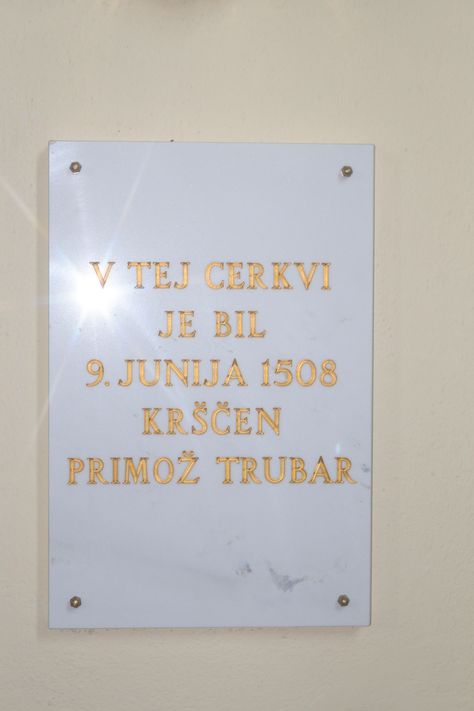 V TEJ CERKVI
JE BIL
9. JUNIJA 1508
KRŠČEN
PRIMOŽ TRUBAR